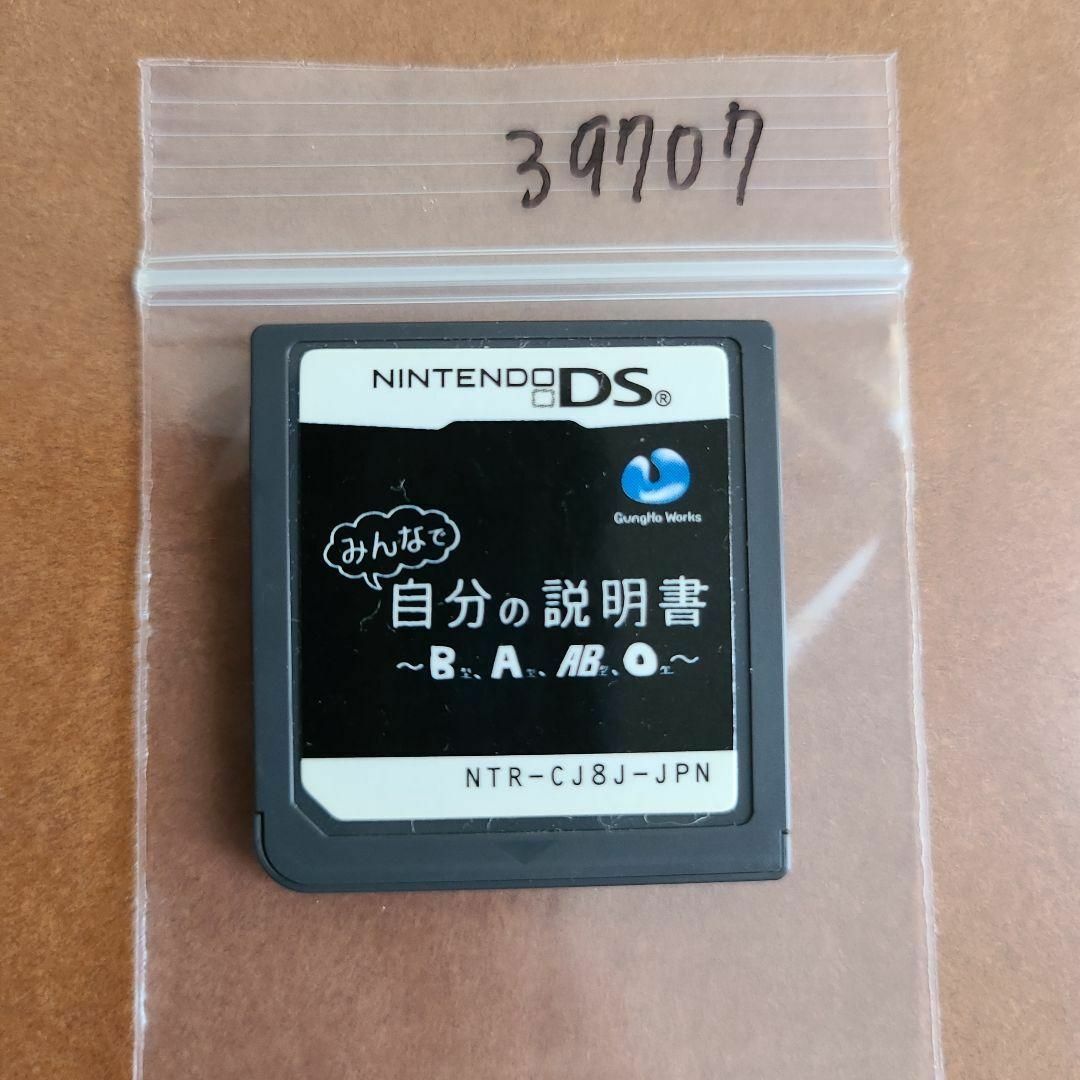 39707
NINTENDO DS®
GungHo Works
みんなで
自分の説明書
～B型、A型、AB型、O型～
NTR-CJ8J-JPN